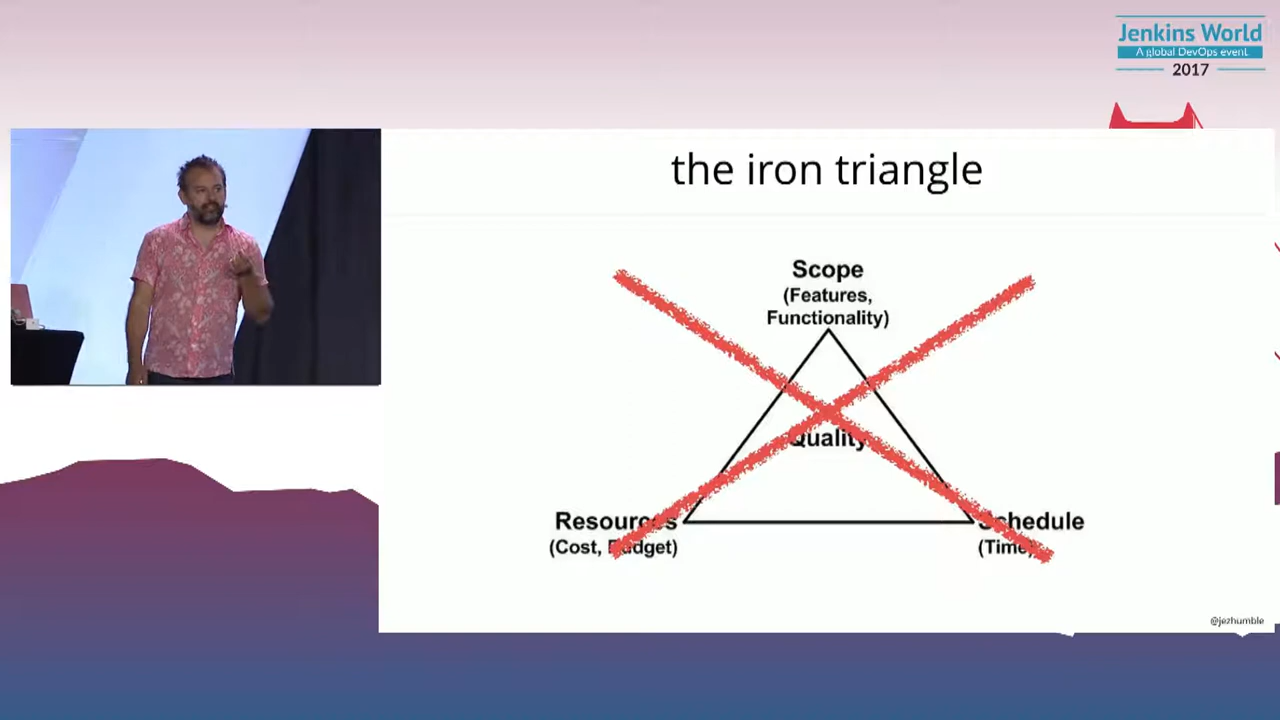 Jenkins World
A global DevOps event
2017
the iron triangle
Scope
(Features,
Functionality)
Quality
Resources
(Cost, Budget)
Schedule
(Time)
@jezhumble